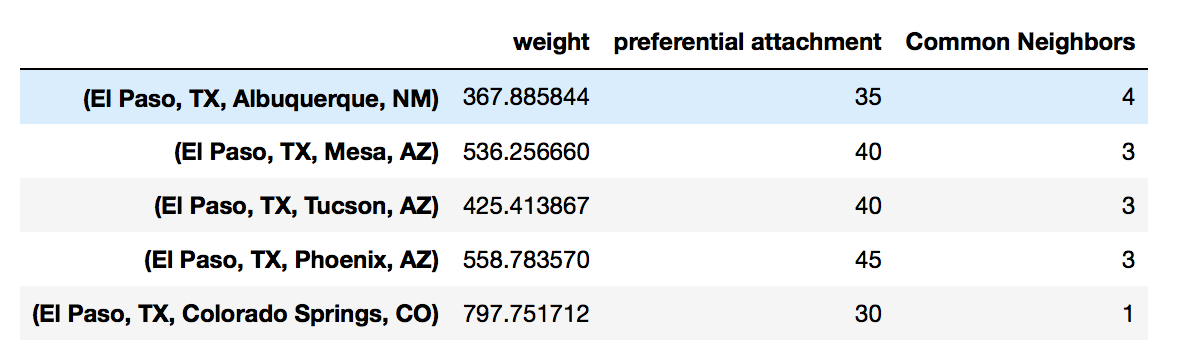 weight preferential attachment Common Neighbors
(El Paso, TX, Albuquerque, NM) 367.885844 35 4
(El Paso, TX, Mesa, AZ) 536.256660 40 3
(El Paso, TX, Tucson, AZ) 425.413867 40 3
(El Paso, TX, Phoenix, AZ) 558.783570 45 3
(El Paso, TX, Colorado Springs, CO) 797.751712 30 1